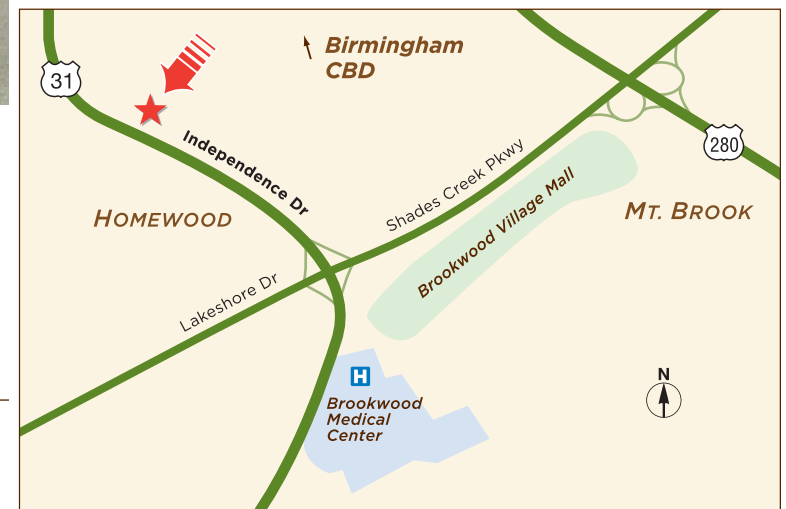 Birmingham
CBD
31
280
Independence Dr
Shades Creek Pkwy
HOMEWOOD
MT. BROOK
Brookwood Village Mall
Lakeshore Dr
H
N
Brookwood
Medical
Center